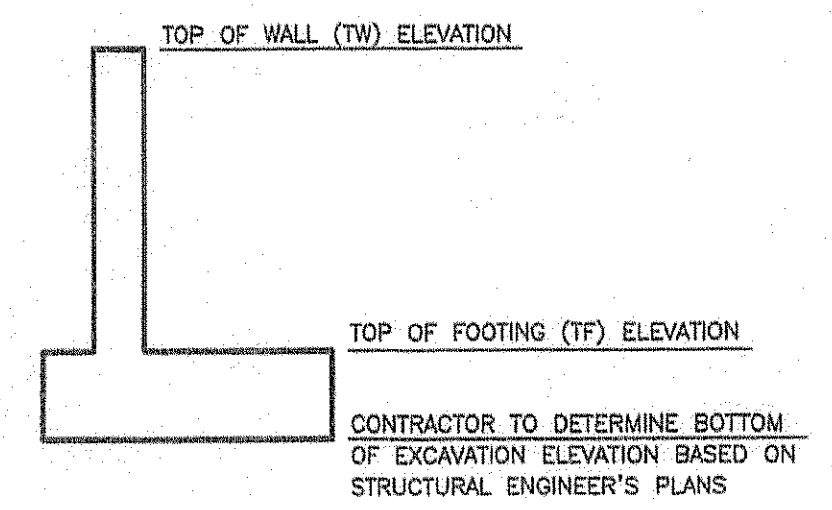 TOP OF WALL (TW) ELEVATION
TOP OF FOOTING (TF) ELEVATION
CONTRACTOR TO DETERMINE BOTTOM
OF EXCAVATION ELEVATION BASED ON
STRUCTURAL ENGINEER'S PLANS